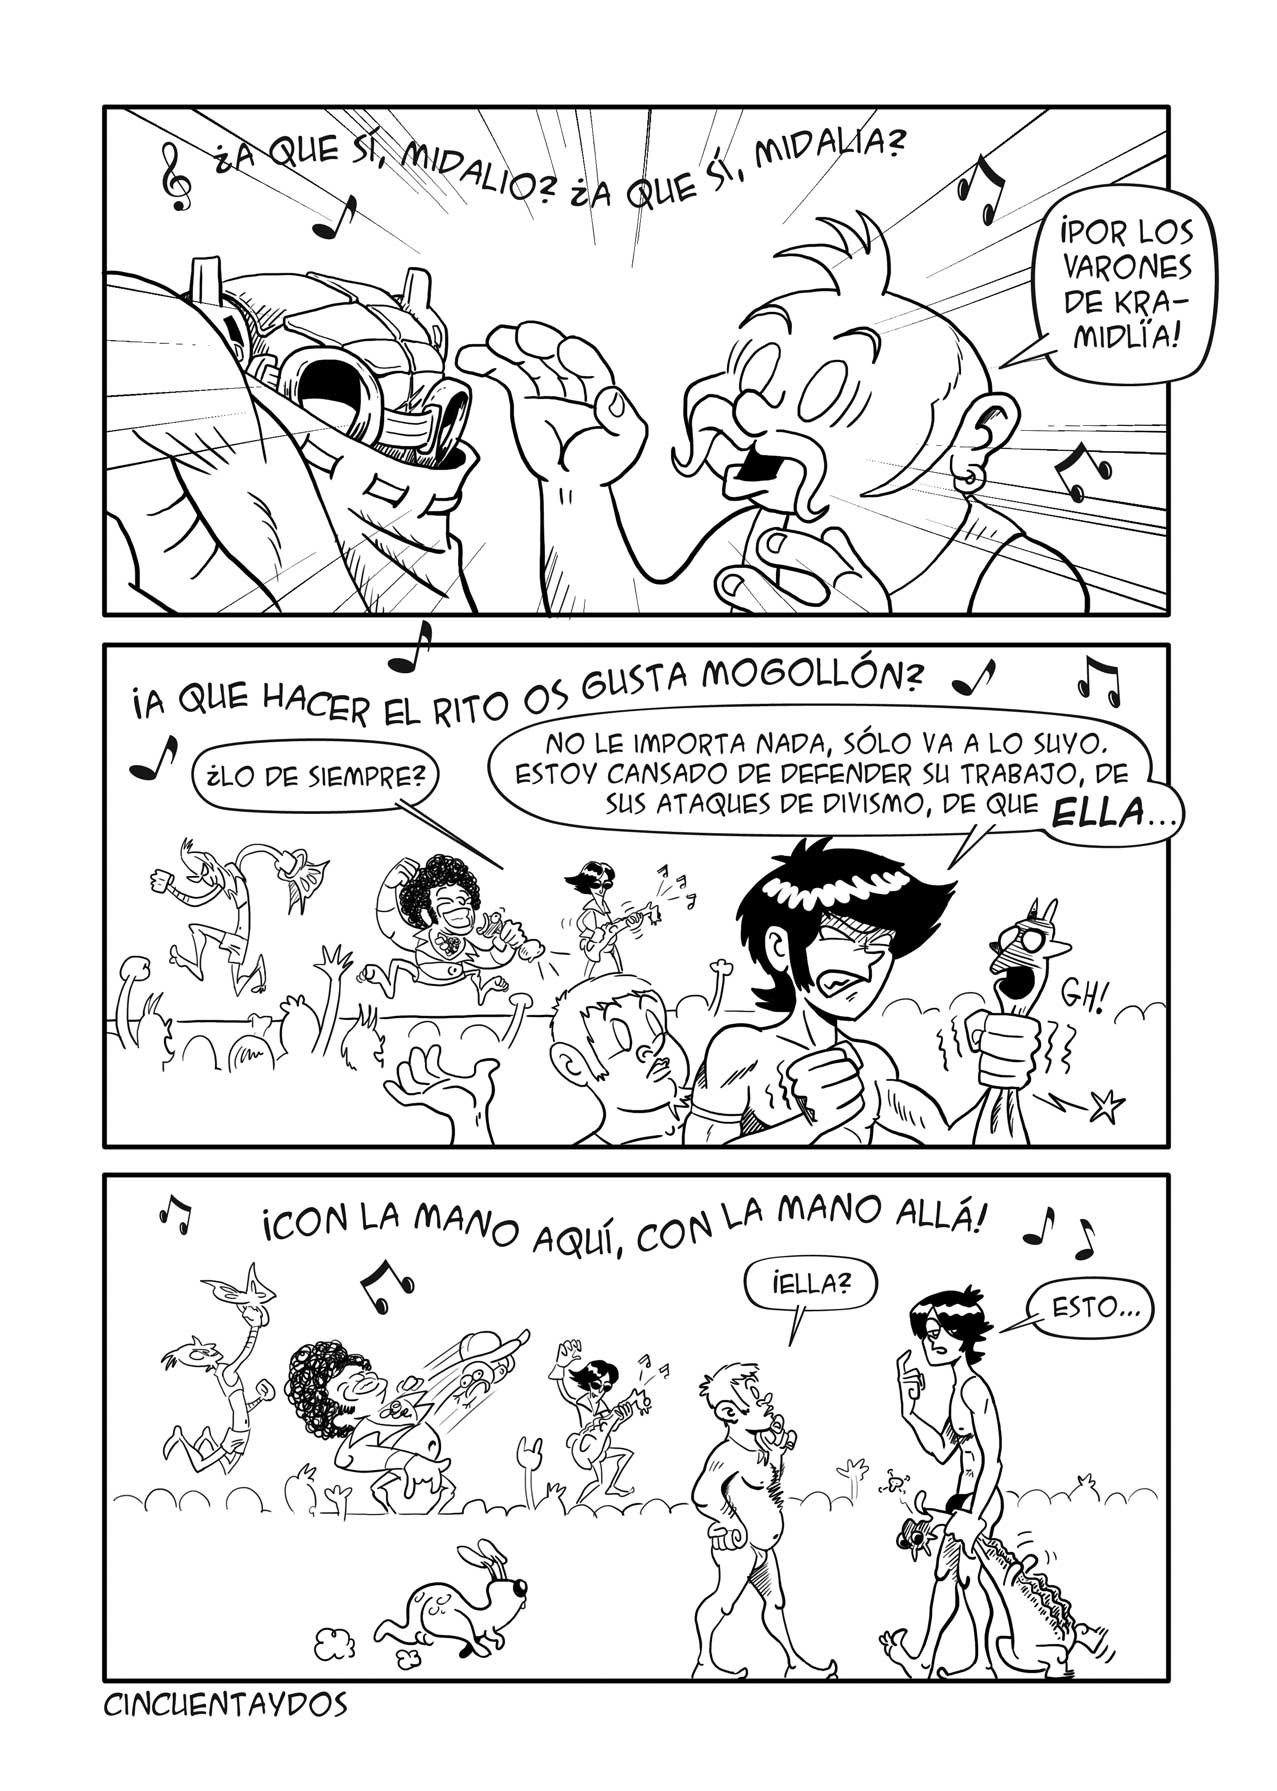 ¿A QUE SÍ, MIDALIO? ¿A QUE SÍ, MIDALIA?
¡POR LOS
VARONES
DE KRA-
MIDLÏA!
¡A QUE HACER EL RITO OS GUSTA MOGOLLÓN?
¿LO DE SIEMPRE?
NO LE IMPORTA NADA, SÓLO VA A LO SUYO.
ESTOY CANSADO DE DEFENDER SU TRABAJO, DE
SUS ATAQUES DE DIVISMO, DE QUE ELLA...
GH!
¡CON LA MANO AQUÍ, CON LA MANO ALLÁ!
¡ELLA?
ESTO...
CINCUENTAYDOS